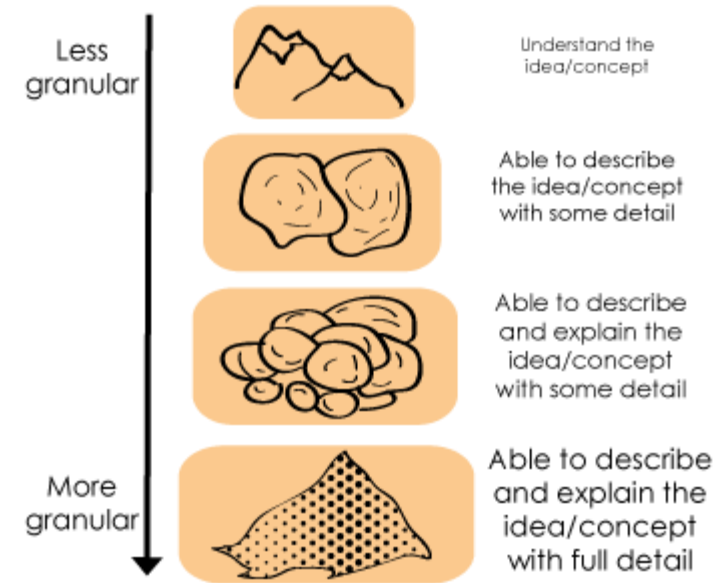 Less
granular
Understand the
idea/concept
Able to describe
the idea/concept
with some detail
Able to describe
and explain the
idea/concept
with some detail
More
granular
Able to describe
and explain the
idea/concept
with full detail